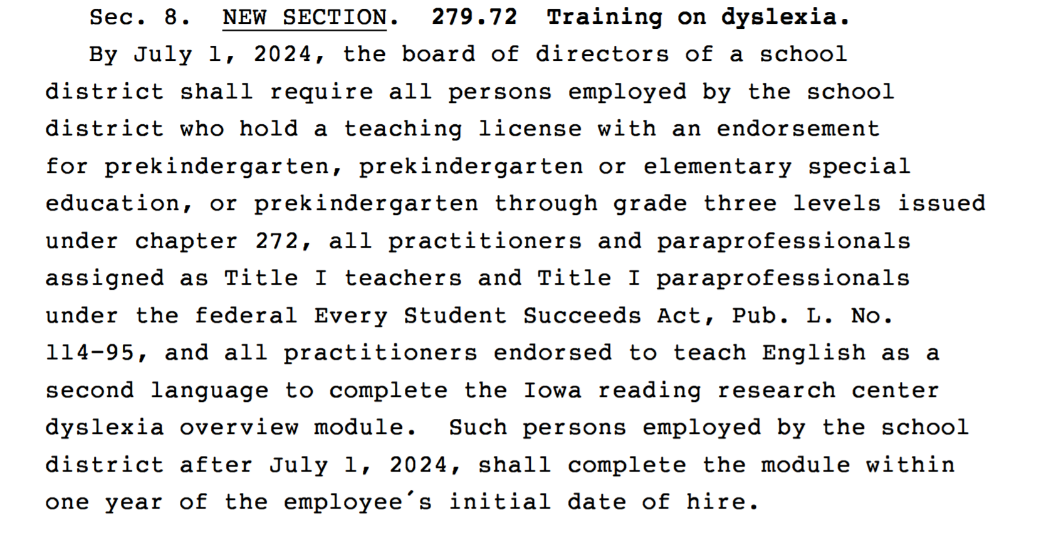 Sec. 8. NEW SECTION. 279.72 Training on dyslexia.
By July 1, 2024, the board of directors of a school
district shall require all persons employed by the school
district who hold a teaching license with an endorsement
for prekindergarten, prekindergarten or elementary special
education, or prekindergarten through grade three levels issued
under chapter 272, all practitioners and paraprofessionals
assigned as Title I teachers and Title I paraprofessionals
under the federal Every Student Succeeds Act, Pub. L. No.
114-95, and all practitioners endorsed to teach English as a
second language to complete the Iowa reading research center
dyslexia overview module. Such persons employed by the school
district after July 1, 2024, shall complete the module within
one year of the employee's initial date of hire.